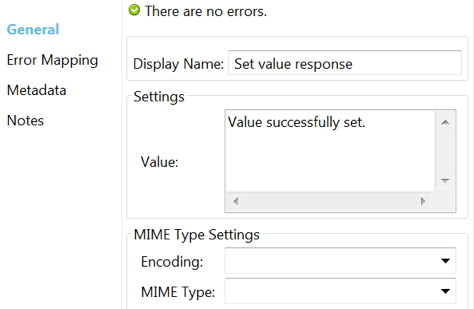 There are no errors.
General
Error Mapping
Metadata
Notes
Display Name: Set value response
Settings
Value: Value successfully set.
MIME Type Settings
Encoding:
MIME Type: